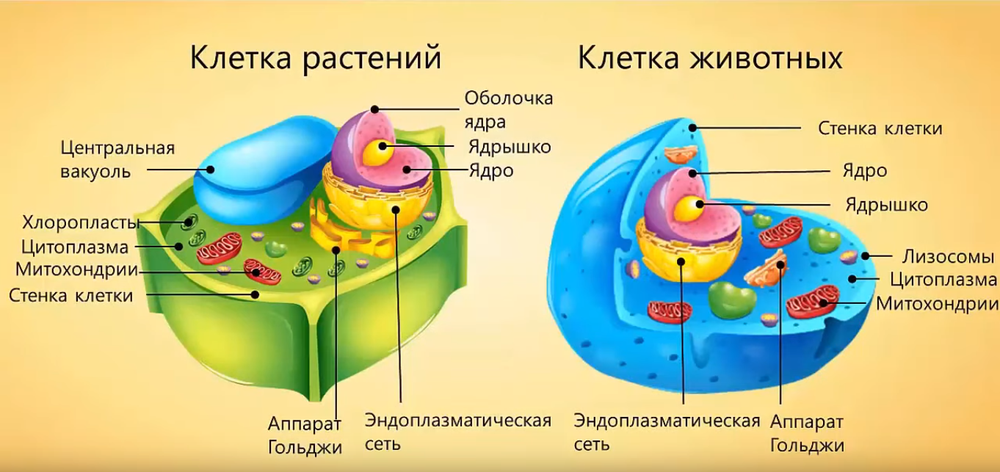 Клетка растений
Оболочка
ядра
Ядрышко
Ядро
Центральная
вакуоль
Хлоропласты
Цитоплазма
Митохондрии
Стенка клетки
Аппарат
Гольджи
Эндоплазматическая
сеть
Клетка животных
Стенка клетки
Ядро
Ядрышко
Лизосомы
Цитоплазма
Митохондрии
Эндоплазматическая
сеть
Аппарат
Гольджи